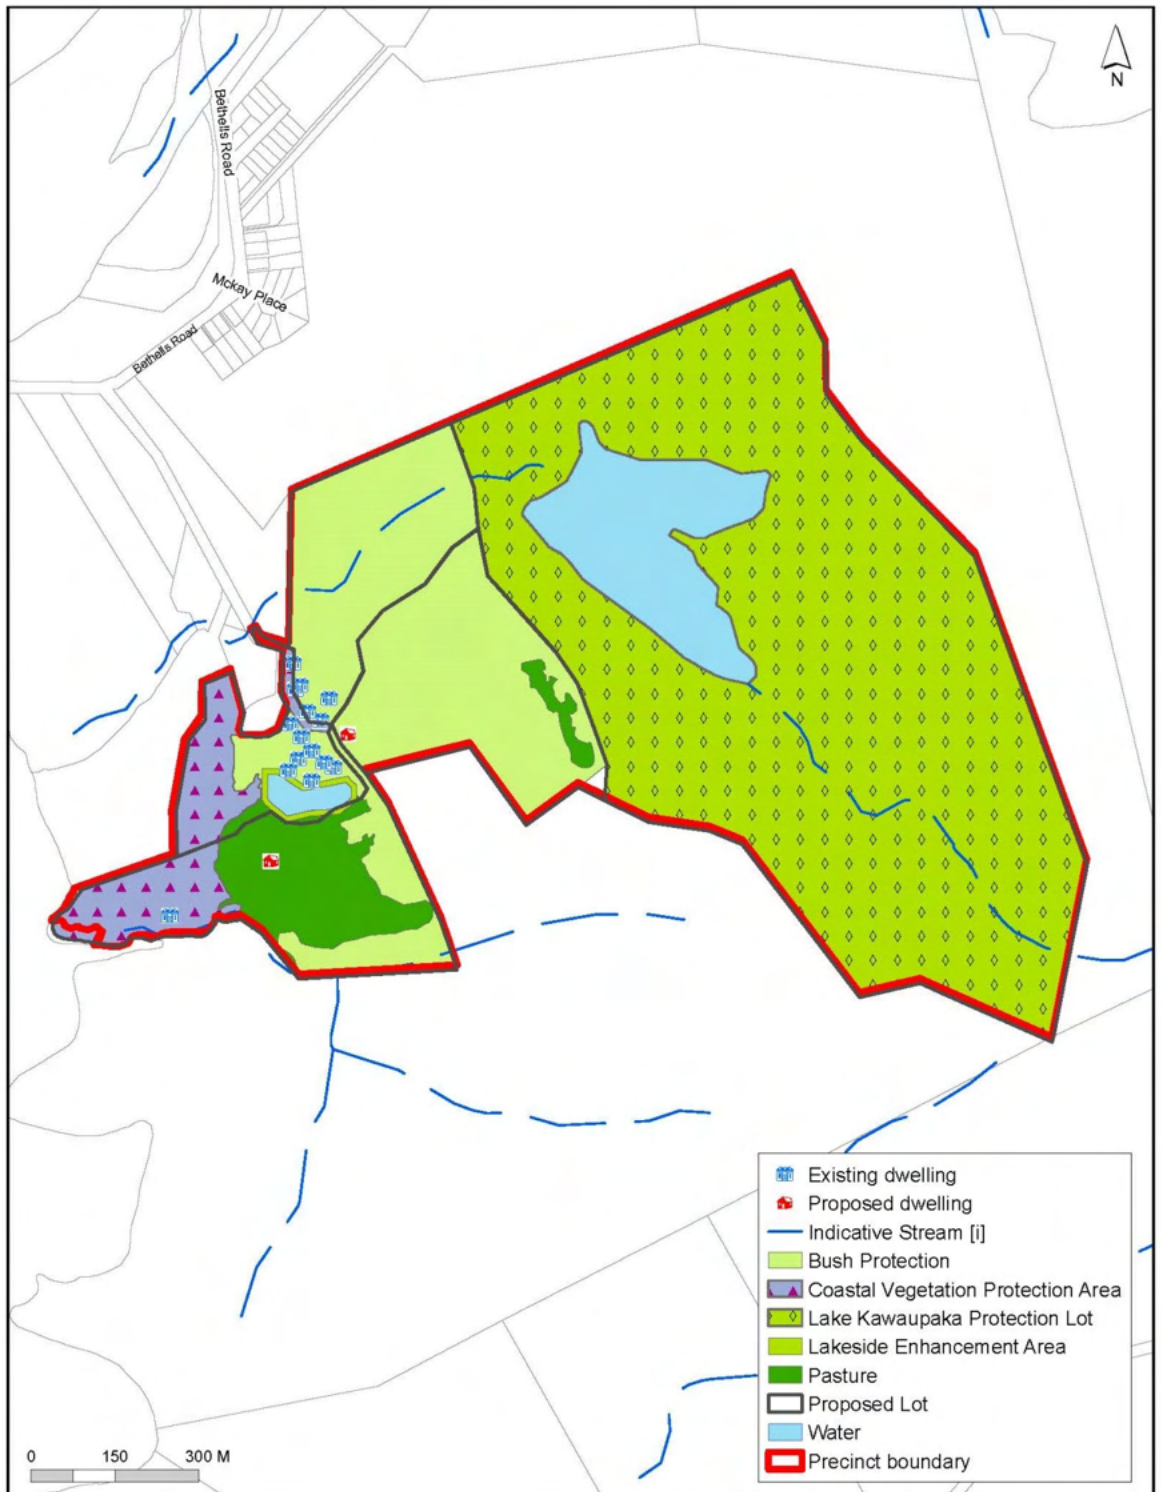 N
Bethells Road
Mckay Place
Bethells Road
Existing dwelling
Proposed dwelling
Indicative Stream [i]
Bush Protection
Coastal Vegetation Protection Area
Lake Kawaupaka Protection Lot
Lakeside Enhancement Area
Pasture
Proposed Lot
Water
Precinct boundary
0 150 300 M